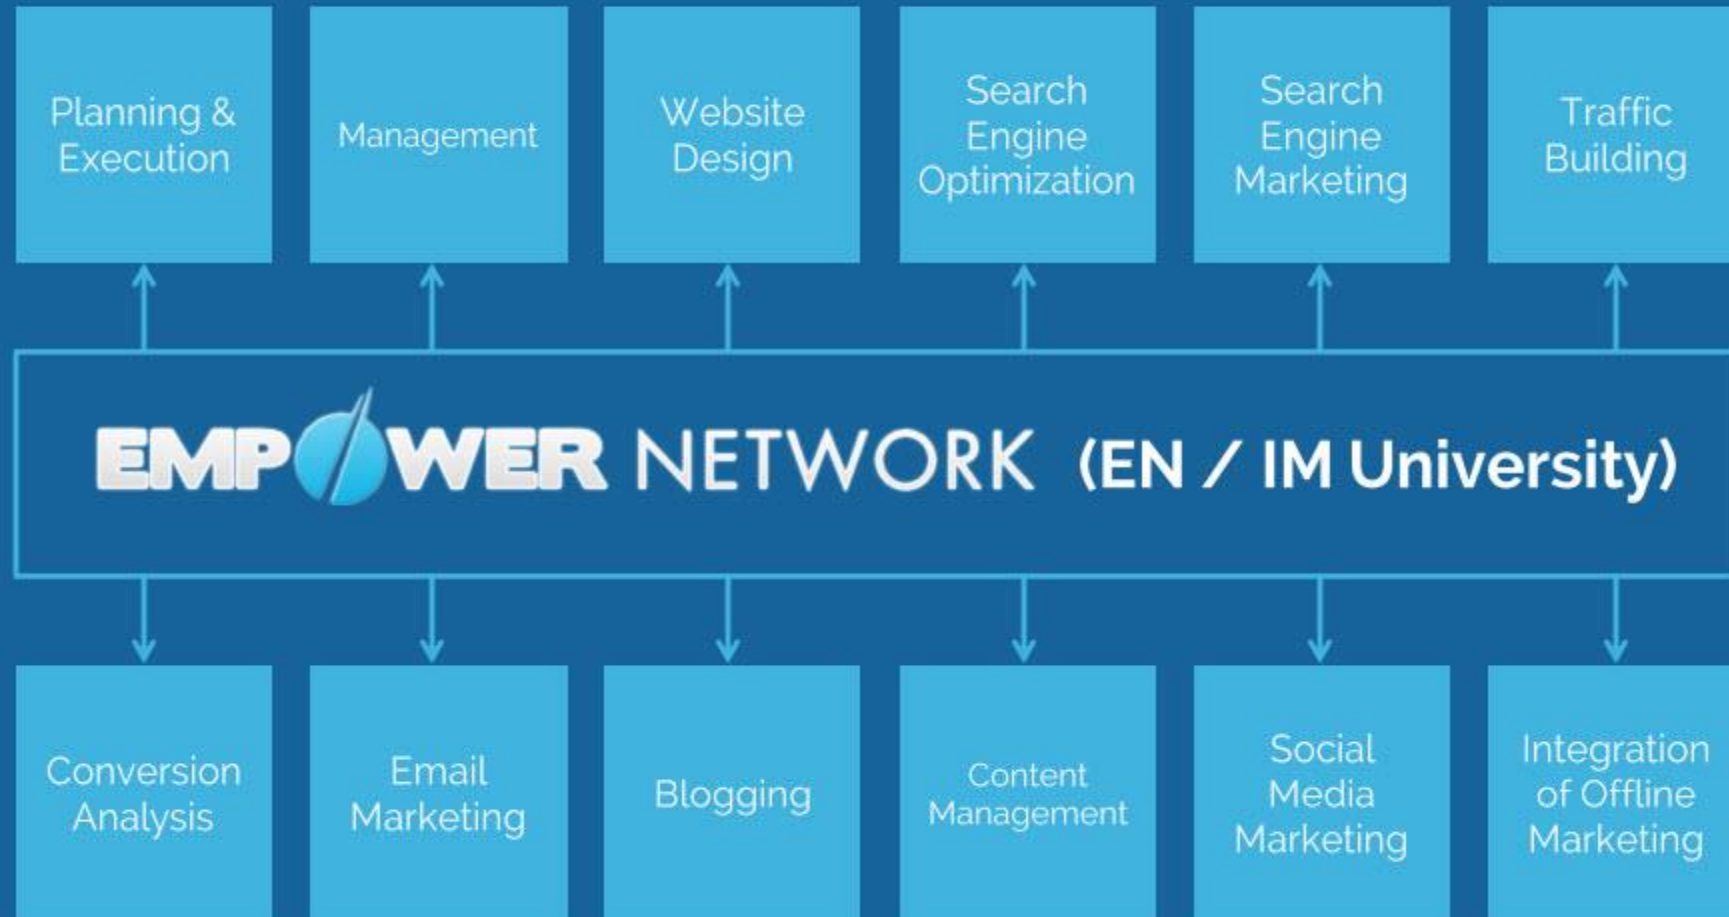 Planning &
Execution
Management
Website
Design
Search
Engine
Optimization
Search
Engine
Marketing
Traffic
Building
EMPOWER NETWORK (EN / IM University)
Conversion
Analysis
Email
Marketing
Blogging
Content
Management
Social
Media
Marketing
Integration
of Offline
Marketing